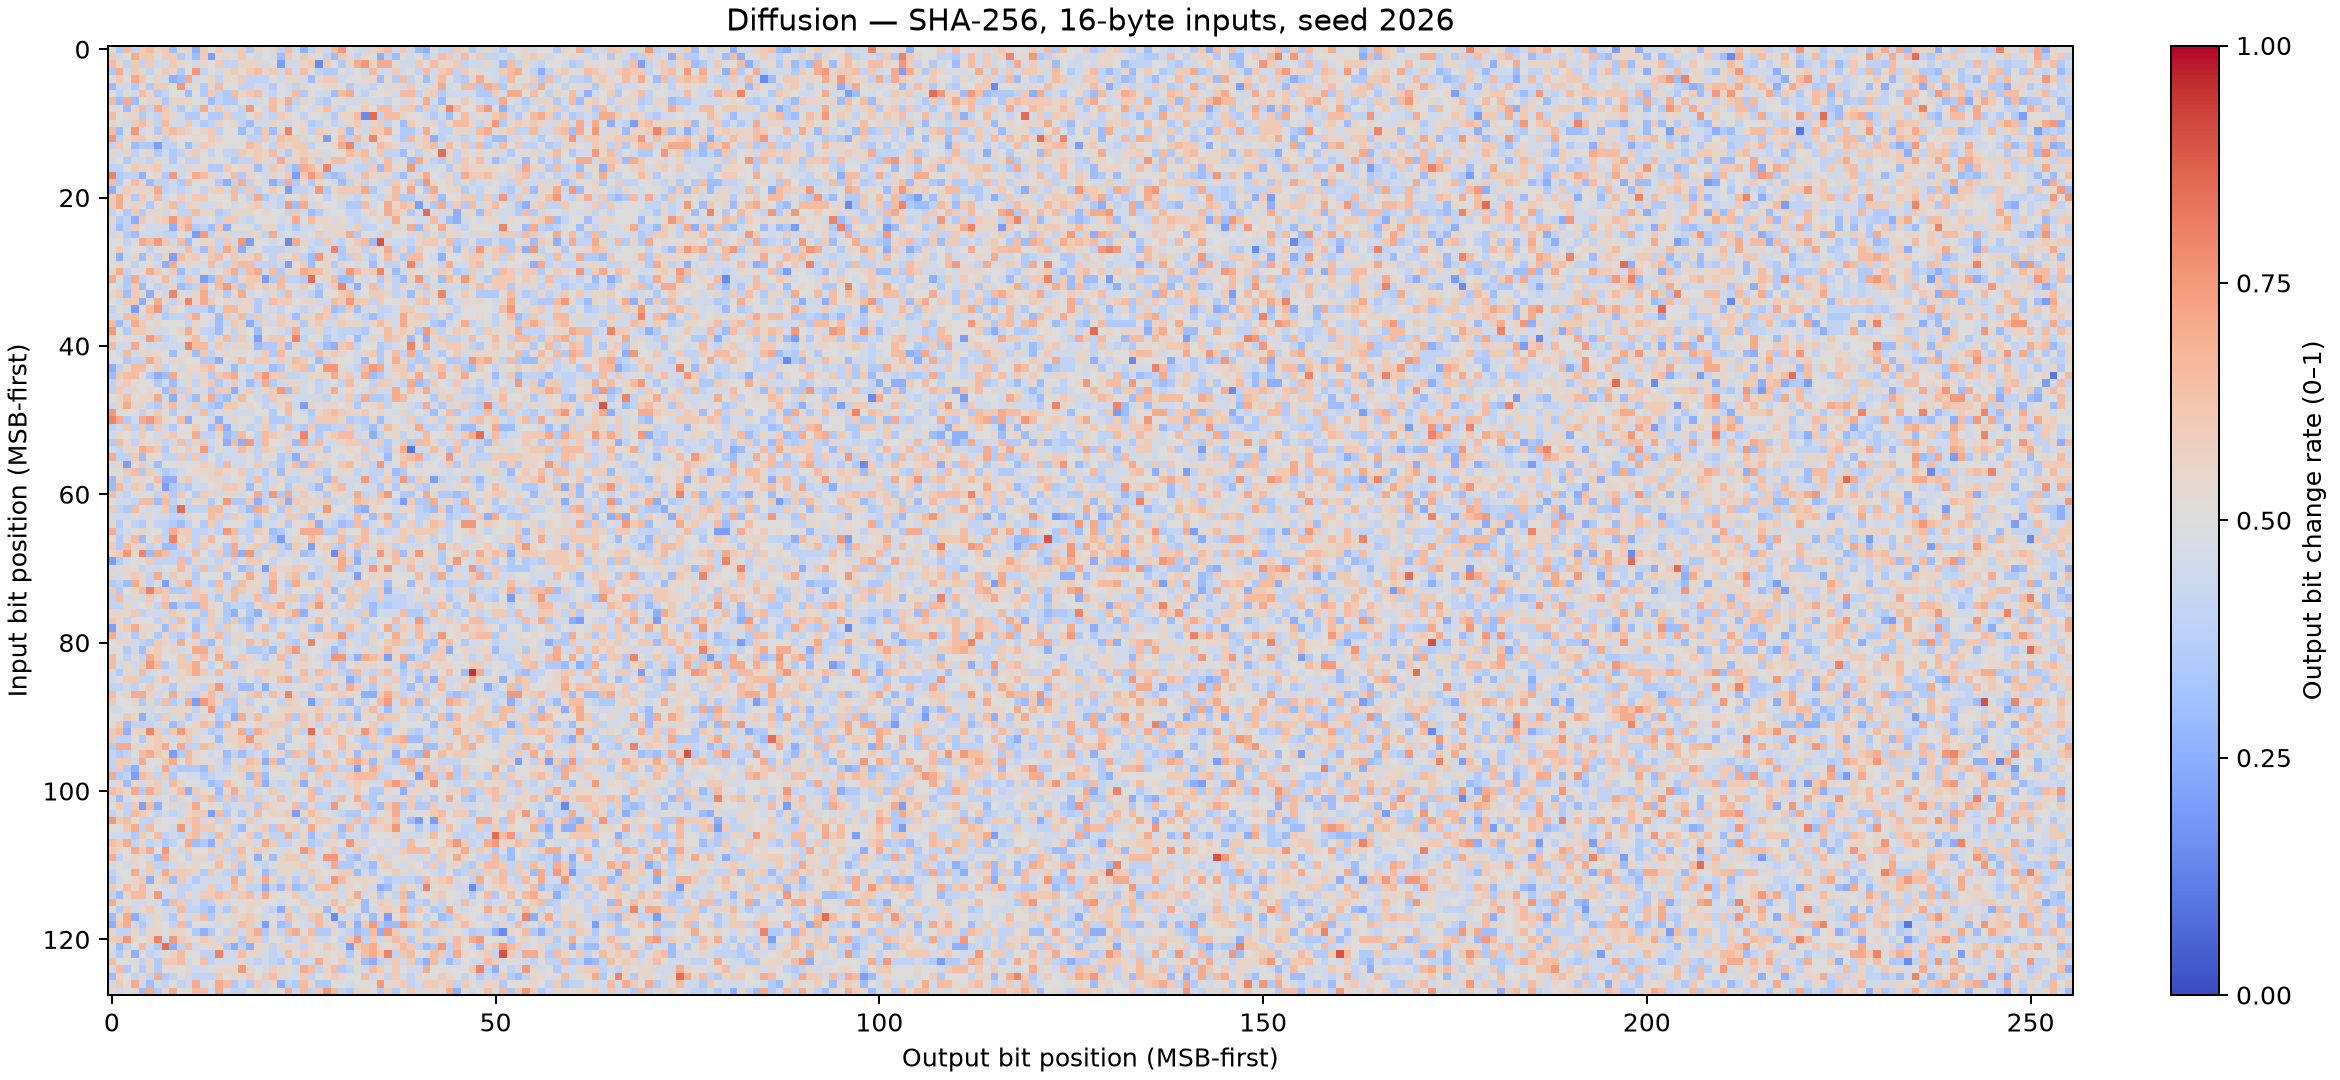 Diffusion — SHA-256, 16-byte inputs, seed 2026
Input bit position (MSB-first)
0
20
40
60
80
100
120
0 50 100 150 200 250
Output bit position (MSB-first)
1.00
0.75
0.50
0.25
0.00
Output bit change rate (0–1)